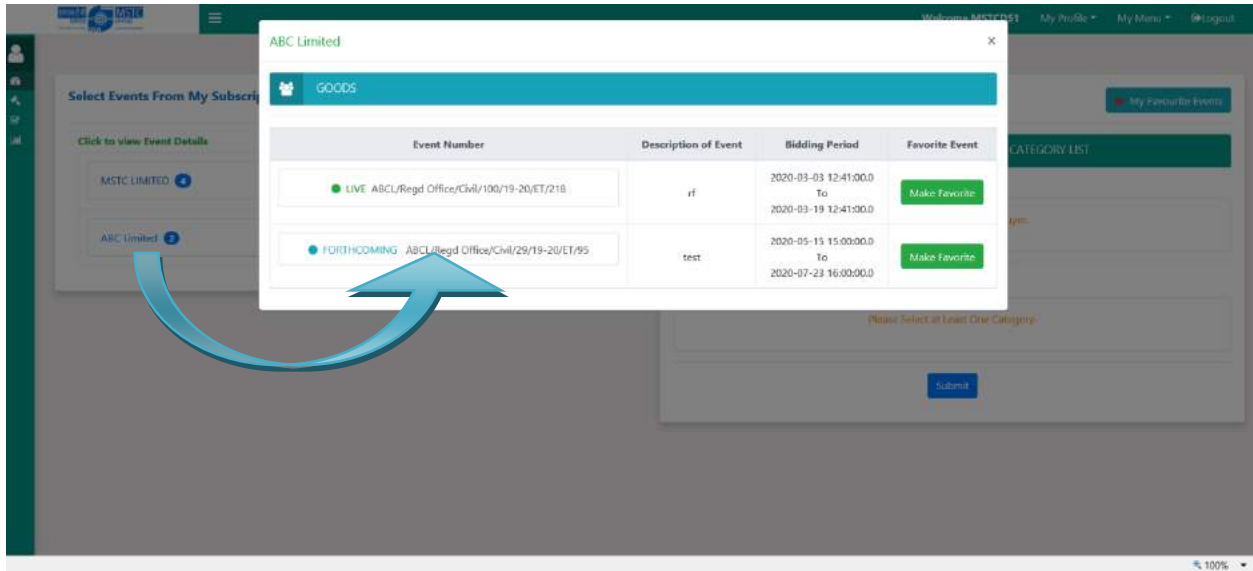 MSTC
Welcome MSTCDS1 My Profile My Menu Logout
ABC Limited ×
GOODS
Select Events From My Subscrip
My Favourite Events
Click to view Event Details
CATEGORY LIST
Event Number Description of Event Bidding Period Favorite Event
MSTC LIMITED 4
LIVE ABCL/Regd Office/Civil/100/19-20/ET/218 rf 2020-03-03 12:41:00.0 Make Favorite
To
2020-03-19 12:41:00.0
ABC Limited
FORTHCOMING ABCL/Regd Office/Civil/29/19-20/ET/95 test 2020-05-15 15:00:00.0 Make Favorite
To
2020-07-23 16:00:00.0
Please Select at Least One Category.
Submit
100%